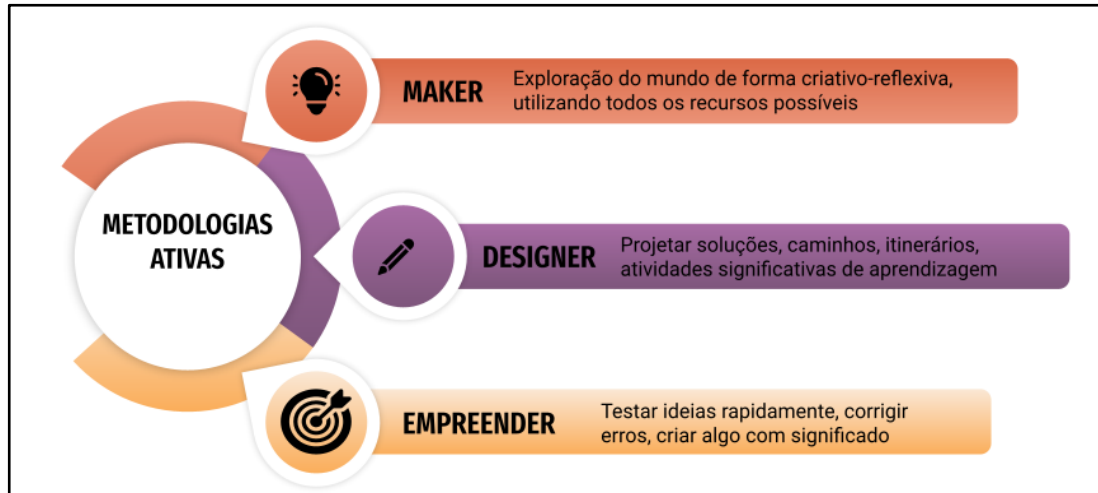 METODOLOGIAS
ATIVAS
MAKER
Exploração do mundo de forma criativo-reflexiva,
utilizando todos os recursos possíveis
DESIGNER
Projetar soluções, caminhos, itinerários,
atividades significativas de aprendizagem
EMPREENDER
Testar ideias rapidamente, corrigir
erros, criar algo com significado